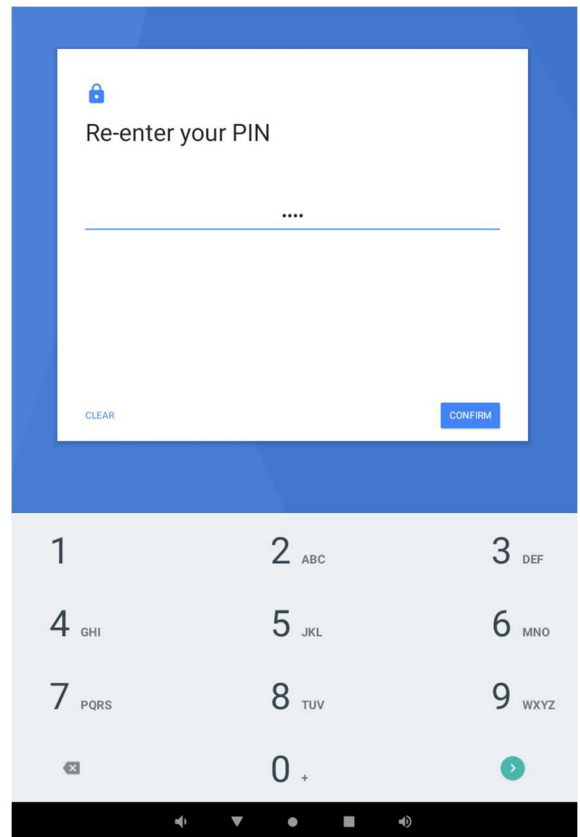 Re-enter your PIN
••••
CLEAR CONFIRM
1 2 ABC 3 DEF
4 GHI 5 JKL 6 MNO
7 PQRS 8 TUV 9 WXYZ
0 +